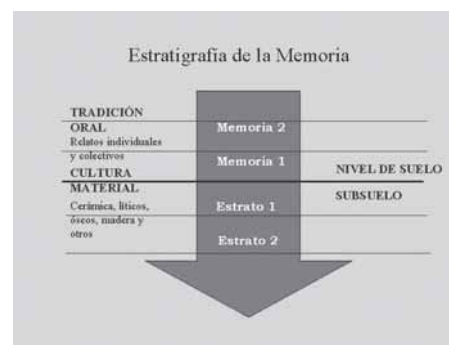 Estratigrafía de la Memoria
TRADICIÓN
ORAL
Relatos individuales
y colectivos
CULTURA
MATERIAL
Cerámica, líticos,
óseos, madera y
otros
Memoria 2
Memoria 1
Estrato 1
Estrato 2
NIVEL DE SUELO
SUBSUELO